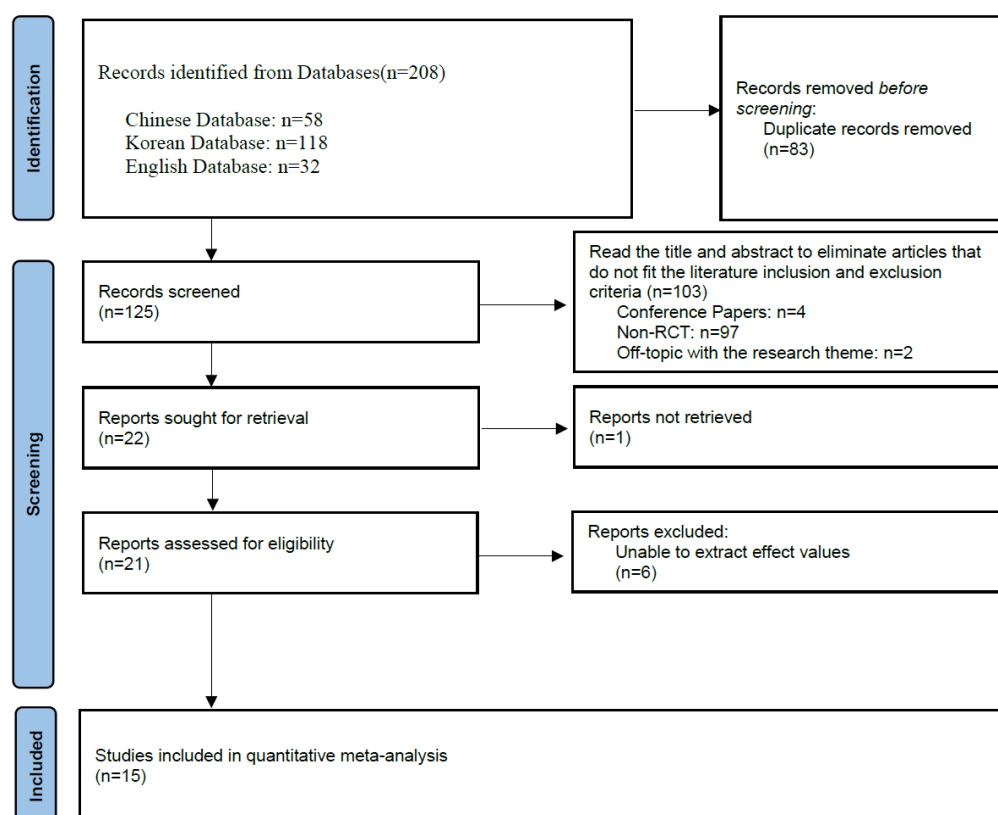 Identification
Records identified from Databases(n=208)
Chinese Database: n=58
Korean Database: n=118
English Database: n=32
Records removed before
screening:
Duplicate records removed
(n=83)
Screening
Records screened
(n=125)
Read the title and abstract to eliminate articles that
do not fit the literature inclusion and exclusion
criteria (n=103)
Conference Papers: n=4
Non-RCT: n=97
Off-topic with the research theme: n=2
Reports sought for retrieval
(n=22)
Reports not retrieved
(n=1)
Reports assessed for eligibility
(n=21)
Reports excluded:
Unable to extract effect values
(n=6)
Included
Studies included in quantitative meta-analysis
(n=15)